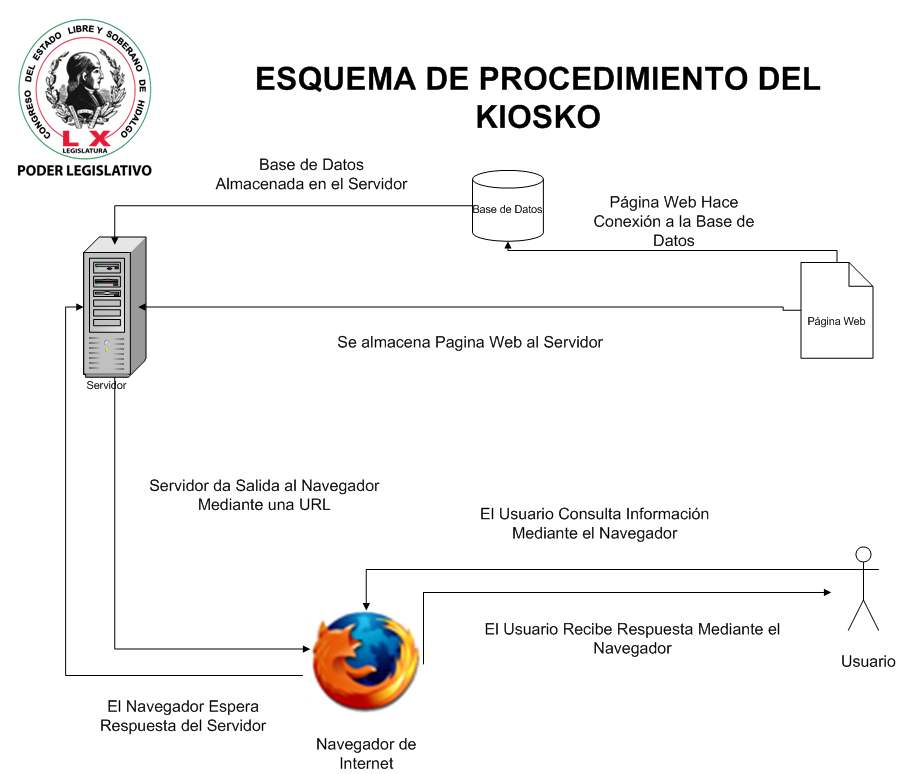 CONGRESO DEL ESTADO LIBRE Y SOBERANO DE HIDALGO
LX
LEGISLATURA
PODER LEGISLATIVO
ESQUEMA DE PROCEDIMIENTO DEL
KIOSKO
Base de Datos
Almacenada en el Servidor
Base de Datos
Página Web Hace
Conexión a la Base de
Datos
Página Web
Se almacena Pagina Web al Servidor
Servidor
Servidor da Salida al Navegador
Mediante una URL
El Usuario Consulta Información
Mediante el Navegador
El Usuario Recibe Respuesta Mediante el
Navegador
Usuario
El Navegador Espera
Respuesta del Servidor
Navegador de
Internet